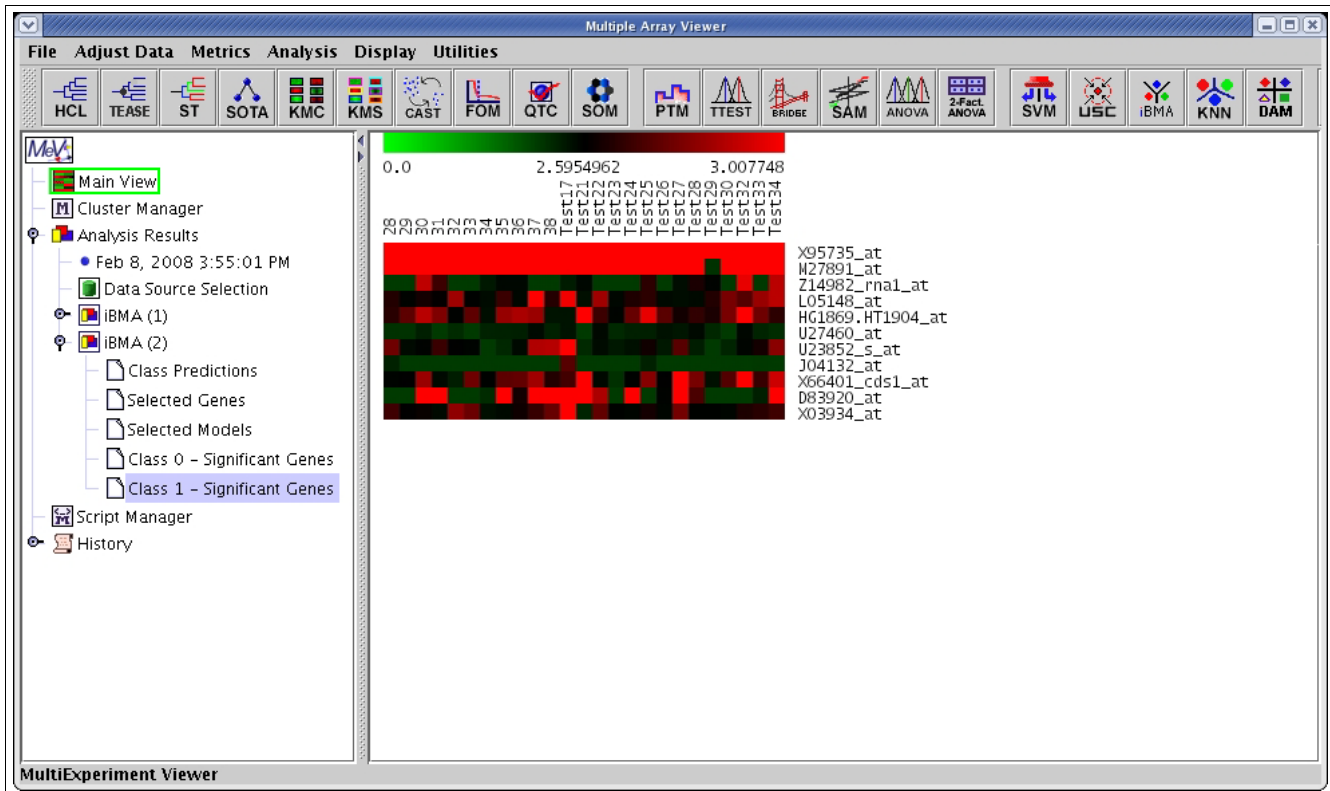 Multiple Array Viewer
File Adjust Data Metrics Analysis Display Utilities
HCL TEASE ST SOTA KMC KMS CAST FOM QTC SOM PTM TTEST BRIDGE SAM ANOVA 2-Fact. ANOVA SVM USC iBMA KNN DAM
MeV
Main View
M Cluster Manager
Analysis Results
Feb 8, 2008 3:55:01 PM
Data Source Selection
iBMA (1)
iBMA (2)
Class Predictions
Selected Genes
Selected Models
Class 0 – Significant Genes
Class 1 – Significant Genes
Script Manager
History
0.0 2.5954962 3.007748
28
29
30
31
32
33
34
35
36
37
38
Test17
Test21
Test22
Test23
Test24
Test25
Test26
Test27
Test28
Test29
Test30
Test32
Test33
Test34
X95735_at
M27891_at
Z14982_rna1_at
L05148_at
HG1869.HT1904_at
U27460_at
U23852_s_at
J04132_at
X66401_cds1_at
D83920_at
X03934_at
MultiExperiment Viewer